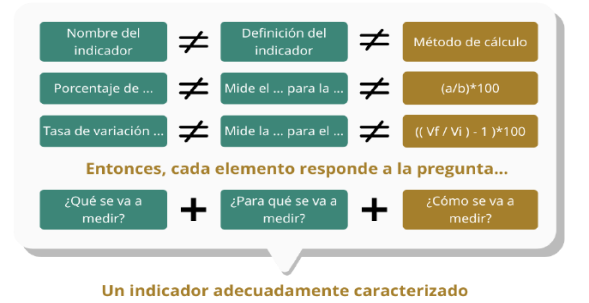 Nombre del
indicador
≠
Definición del
indicador
≠
Método de cálculo
Porcentaje de ...
≠
Mide el ... para la ...
≠
(a/b)*100
Tasa de variación ...
≠
Mide la ... para el ...
≠
(( Vf / Vi ) - 1 )*100
Entonces, cada elemento responde a la pregunta...
¿Qué se va a
medir?
+
¿Para qué se va a
medir?
+
¿Cómo se va a
medir?
Un indicador adecuadamente caracterizado